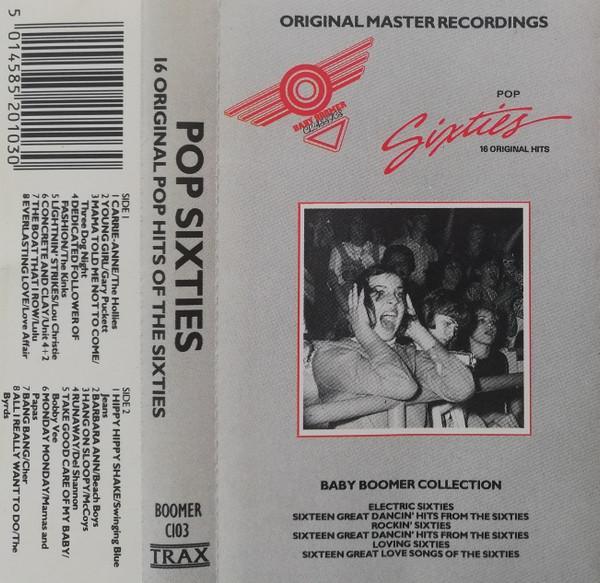 ORIGINAL MASTER RECORDINGS
BABY BOOMER
CLASSICS
POP
Sixties
16 ORIGINAL HITS
BABY BOOMER COLLECTION
ELECTRIC SIXTIES
SIXTEEN GREAT DANCIN' HITS FROM THE SIXTIES
ROCKIN' SIXTIES
SIXTEEN GREAT DANCIN' HITS FROM THE SIXTIES
LOVING SIXTIES
SIXTEEN GREAT LOVE SONGS OF THE SIXTIES
POP SIXTIES
16 ORIGINAL POP HITS OF THE SIXTIES
BOOMER
C103
TRAX
5 014585 201030
SIDE 1
1 CARRIE-ANNE/The Hollies
2 YOUNG GIRL/Gary Puckett
3 MAMA TOLD ME NOT TO COME/
Three Dog Night
4 DEDICATED FOLLOWER OF
FASHION/The Kinks
5 LIGHTNIN' STRIKES/Lou Christie
6 CONCRETE AND CLAY/Unit 4+2
7 THE BOAT THAT I ROW/Lulu
8 EVERLASTING LOVE/Love Affair
SIDE 2
1 HIPPY HIPPY SHAKE/Swinging Blue
Jeans
2 BARBARA ANN/Beach Boys
3 HANG ON SLOOPY/McCoys
4 RUNAWAY/Del Shannon
5 TAKE GOOD CARE OF MY BABY/
Bobby Vee
6 MONDAY MONDAY/Mamas and
Papas
7 BANG BANG/Cher
8 ALL I REALLY WANT TO DO/The
Byrds